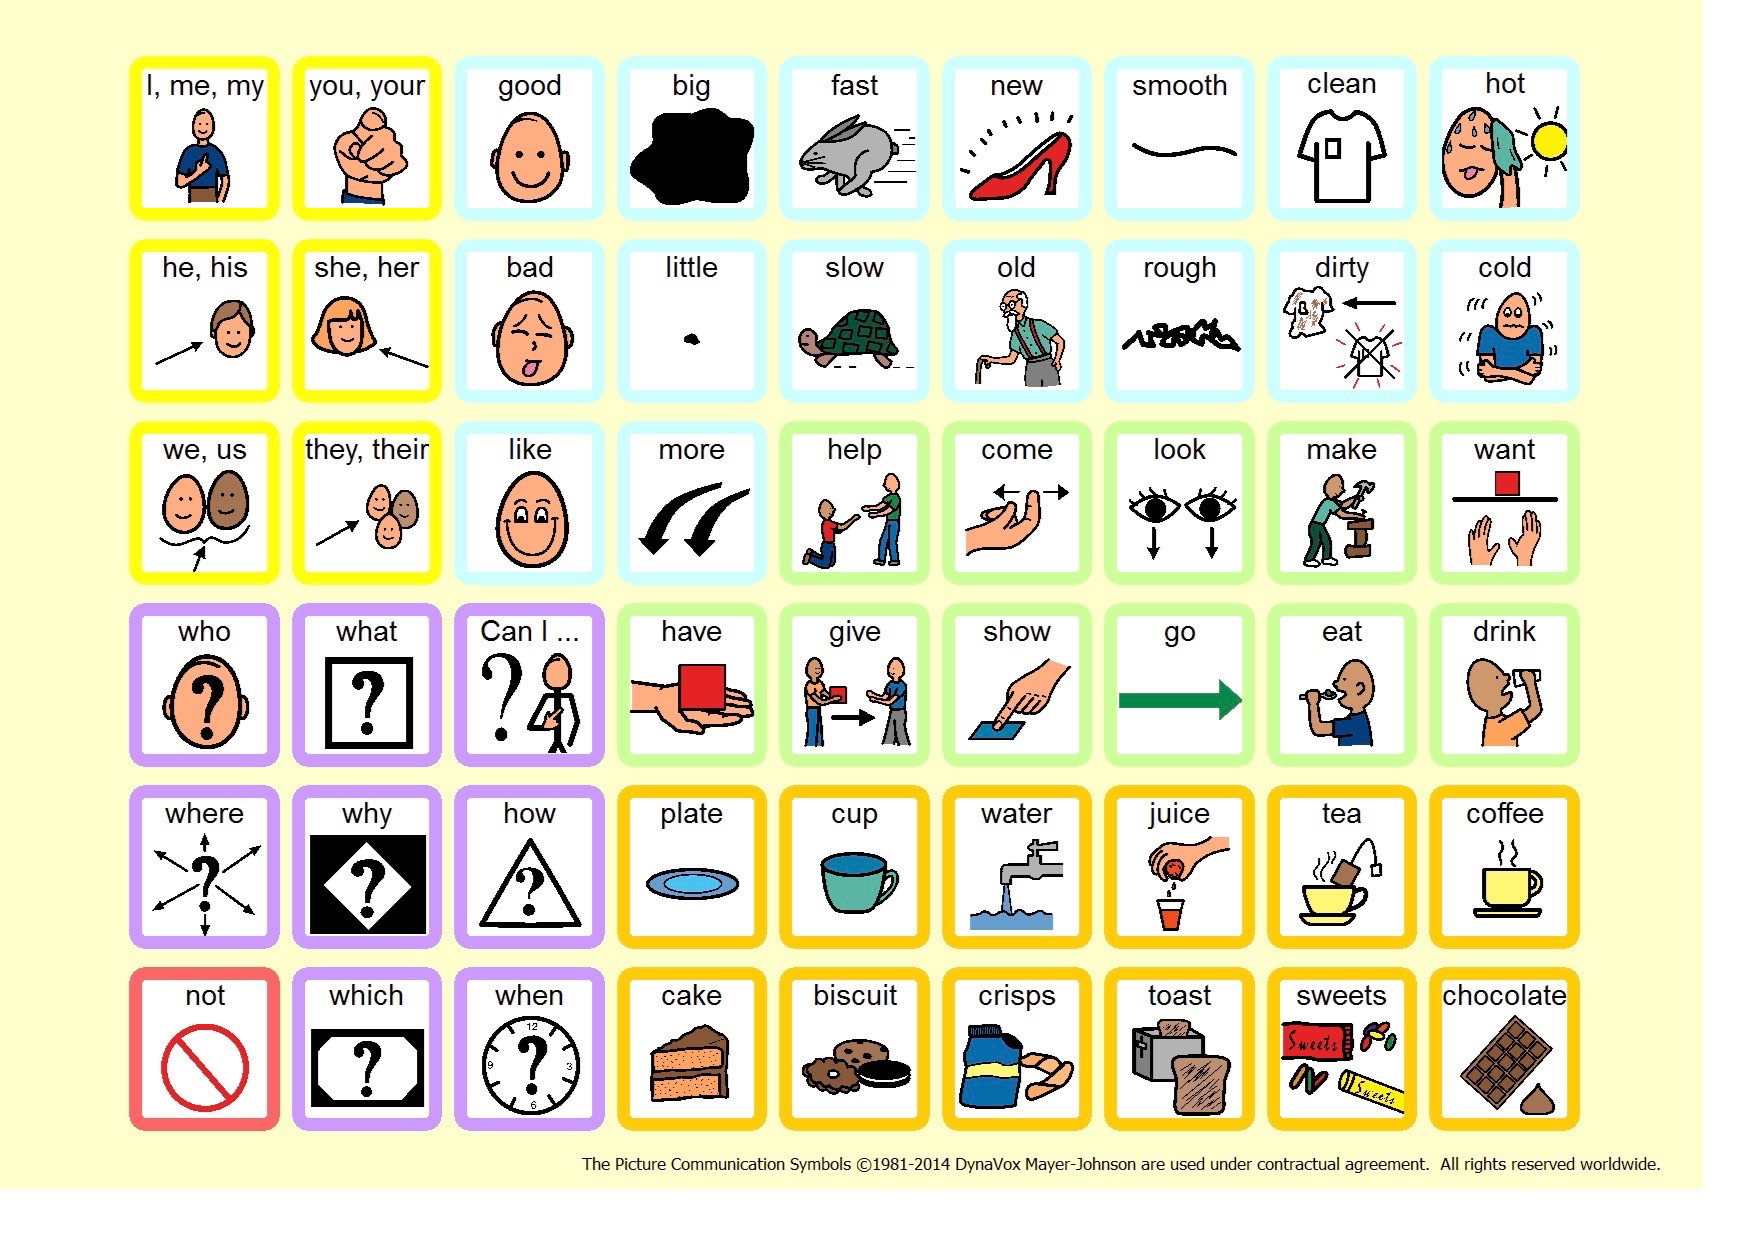 I, me, my you, your good big fast new smooth clean hot
he, his she, her bad little slow old rough dirty cold
we, us they, their like more help come look make want
who what Can I ... have give show go eat drink
? ? ?
where why how plate cup water juice tea coffee
? ? ?
not which when cake biscuit crisps toast sweets chocolate
12
? ? Sweets
9 3
6 Sweets
The Picture Communication Symbols ©1981-2014 DynaVox Mayer-Johnson are used under contractual agreement. All rights reserved worldwide.